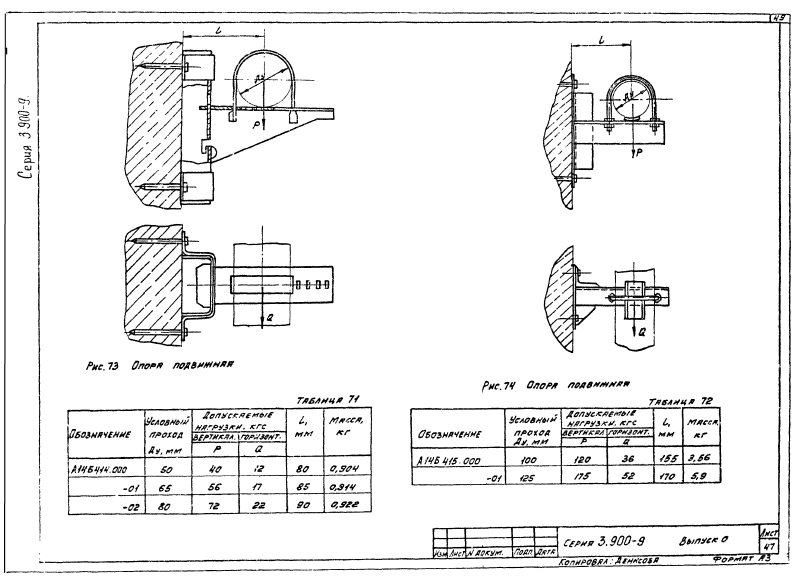 49
Серия 3.900-9.
L
Ду
P
Q
L
Ду
P
Q
Рис. 73 Опора подвижная
Рис. 74 Опора подвижная
Таблица 71
Обозначение Условный проход Ду, мм Допускаемые нагрузки, кгс L, мм Масса, кг
вертикал. горизонт.
P Q
А14Б414.000 50 40 12 80 0,904
-01 65 56 17 85 0,914
-02 80 72 22 90 0,922
Таблица 72
Обозначение Условный проход Ду, мм Допускаемые нагрузки, кгс L, мм Масса, кг
вертикал. горизонт.
P Q
А14Б415.000 100 120 36 155 3,56
-01 125 175 52 170 5,9
Серия 3.900-9 Выпуск 0
Лист
47
Изм Лист N докум. Подп Дата
Копировал: Денисова Формат А3